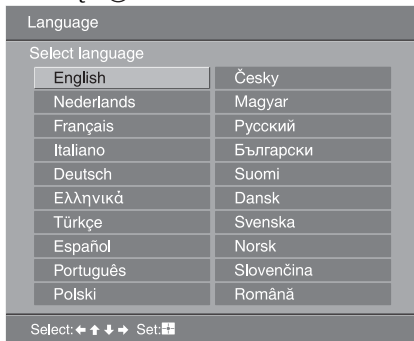 Language
Select language
English
Česky
Nederlands
Magyar
Français
Русский
Italiano
Български
Deutsch
Suomi
Ελληνικά
Dansk
Türkçe
Svenska
Español
Norsk
Português
Slovenčina
Polski
Română
Select:←↑↓→ Set: